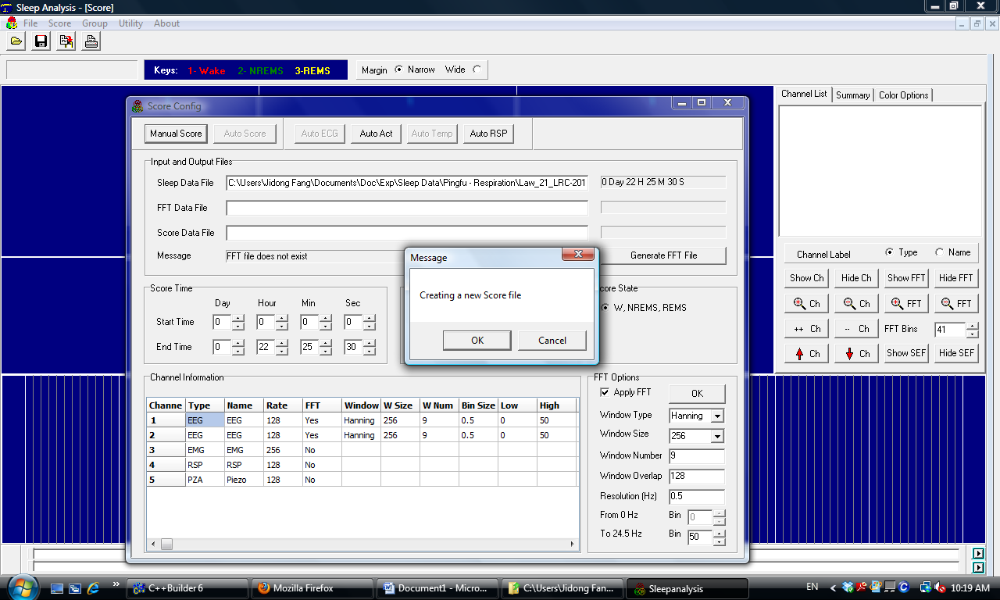 Sleep Analysis - [Score]
File Score Group Utility About
Keys: 1- Wake 2- NREMS 3-REMS
Margin Narrow Wide
Channel List Summary Color Options
Score Config
Manual Score Auto Score Auto ECG Auto Act Auto Temp Auto RSP
Input and Output Files
Sleep Data File C:\Users\Jidong Fang\Documents\Doc\Exp\Sleep Data\Pingfu - Respiration\Law_21_LRC-201 0 Day 22 H 25 M 30 S
FFT Data File
Score Data File
Message FFT file does not exist Generate FFT File
Message
Creating a new Score file
OK Cancel
Score Time
Day Hour Min Sec
Start Time 0 0 0 0
End Time 0 22 25 30
core State
W, NREMS, REMS
Channel Label Type Name
Show Ch Hide Ch Show FFT Hide FFT
Ch Ch FFT FFT
++ Ch -- Ch FFT Bins 41
Ch Ch Show SEF Hide SEF
Channel Information
Channe Type Name Rate FFT Window W Size W Num Bin Size Low High
1 EEG EEG 128 Yes Hanning 256 9 0.5 0 50
2 EEG EEG 128 Yes Hanning 256 9 0.5 0 50
3 EMG EMG 256 No
4 RSP RSP 128 No
5 PZA Piezo 128 No
FFT Options
Apply FFT OK
Window Type Hanning
Window Size 256
Window Number 9
Window Overlap 128
Resolution (Hz) 0.5
From 0 Hz Bin 0
To 24.5 Hz Bin 50
C++Builder 6 Mozilla Firefox Document1 - Micro... C:\Users\Jidong Fan... Sleepanalysis EN 10:19 AM